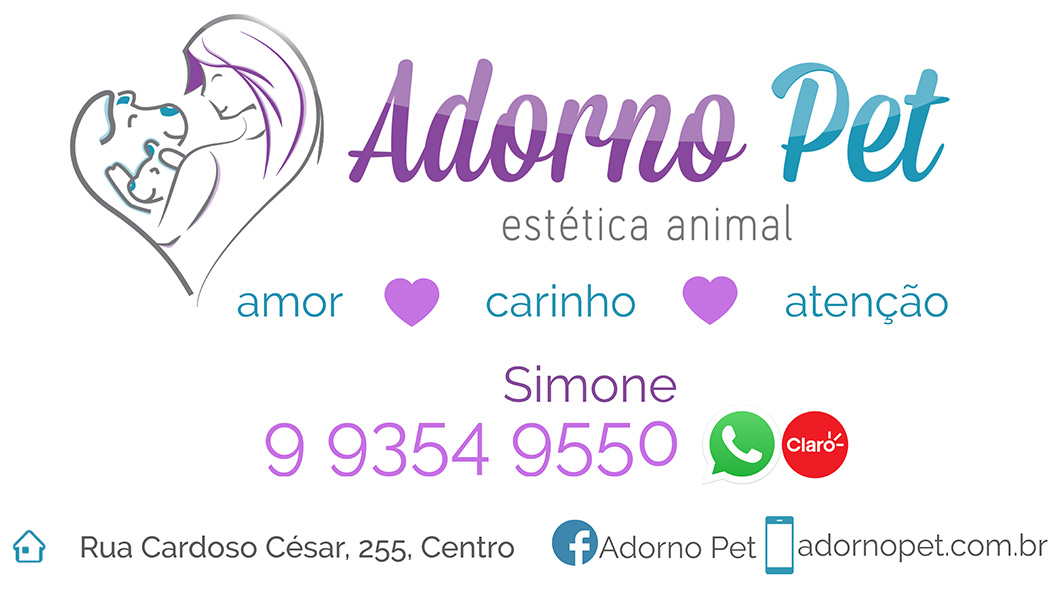 Adorno Pet
estética animal
amor carinho atenção
Simone
9 9354 9550 Claro
Rua Cardoso César, 255, Centro Adorno Pet adornopet.com.br